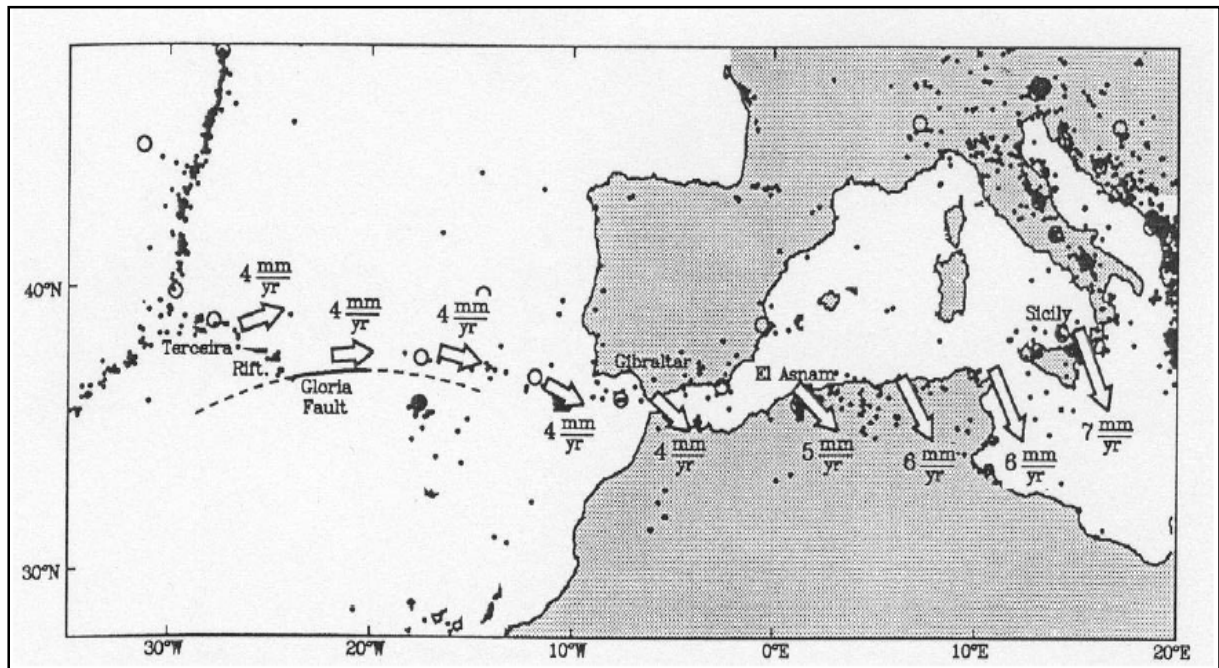 40°N
30°N
30°W
20°W
10°W
0°E
10°E
20°E
4 mm/yr
4 mm/yr
4 mm/yr
Terceira
Rift.
Gloria
Fault
Gibraltar
El Asnam
Sicily
4 mm/yr
4 mm/yr
5 mm/yr
6 mm/yr
6 mm/yr
7 mm/yr